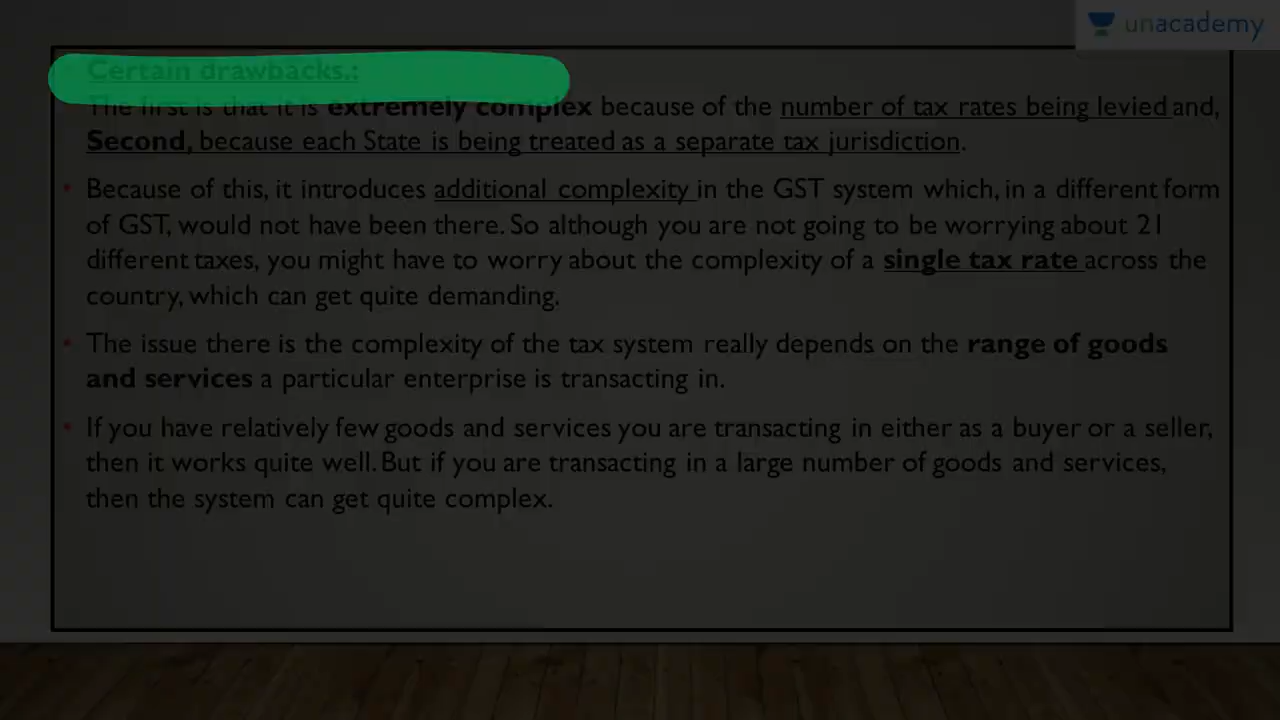 unacademy
Certain drawbacks.:
The first is that it is extremely complex because of the number of tax rates being levied and,
Second, because each State is being treated as a separate tax jurisdiction.
• Because of this, it introduces additional complexity in the GST system which, in a different form
of GST, would not have been there. So although you are not going to be worrying about 21
different taxes, you might have to worry about the complexity of a single tax rate across the
country, which can get quite demanding.
• The issue there is the complexity of the tax system really depends on the range of goods
and services a particular enterprise is transacting in.
• If you have relatively few goods and services you are transacting in either as a buyer or a seller,
then it works quite well. But if you are transacting in a large number of goods and services,
then the system can get quite complex.